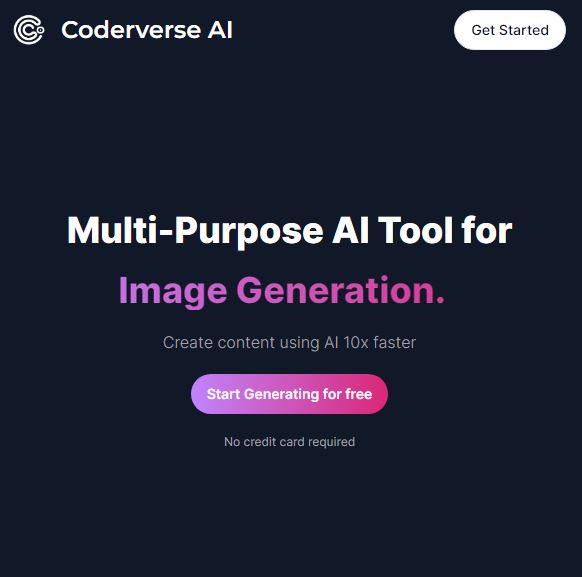 Coderverse AI
Get Started
Multi-Purpose AI Tool for
Image Generation.
Create content using AI 10x faster
Start Generating for free
No credit card required